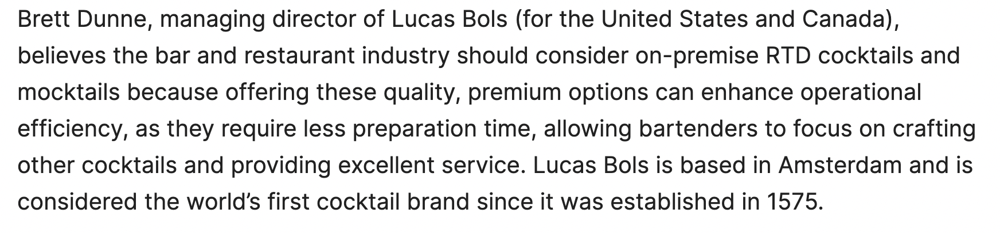 Brett Dunne, managing director of Lucas Bols (for the United States and Canada),
believes the bar and restaurant industry should consider on-premise RTD cocktails and
mocktails because offering these quality, premium options can enhance operational
efficiency, as they require less preparation time, allowing bartenders to focus on crafting
other cocktails and providing excellent service. Lucas Bols is based in Amsterdam and is
considered the world’s first cocktail brand since it was established in 1575.